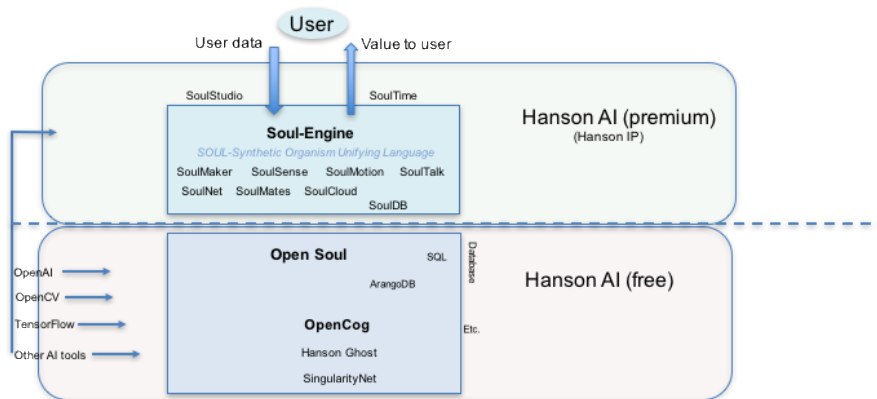 User
User data
Value to user
SoulStudio
SoulTime
Soul-Engine
SOUL-Synthetic Organism Unifying Language
SoulMaker SoulSense SoulMotion SoulTalk
SoulNet SoulMates SoulCloud
SoulDB
Hanson AI (premium)
(Hanson IP)
Open Soul
SQL
Database
ArangoDB
Hanson AI (free)
OpenAI
OpenCV
TensorFlow
Other AI tools
OpenCog
Etc.
Hanson Ghost
SingularityNet